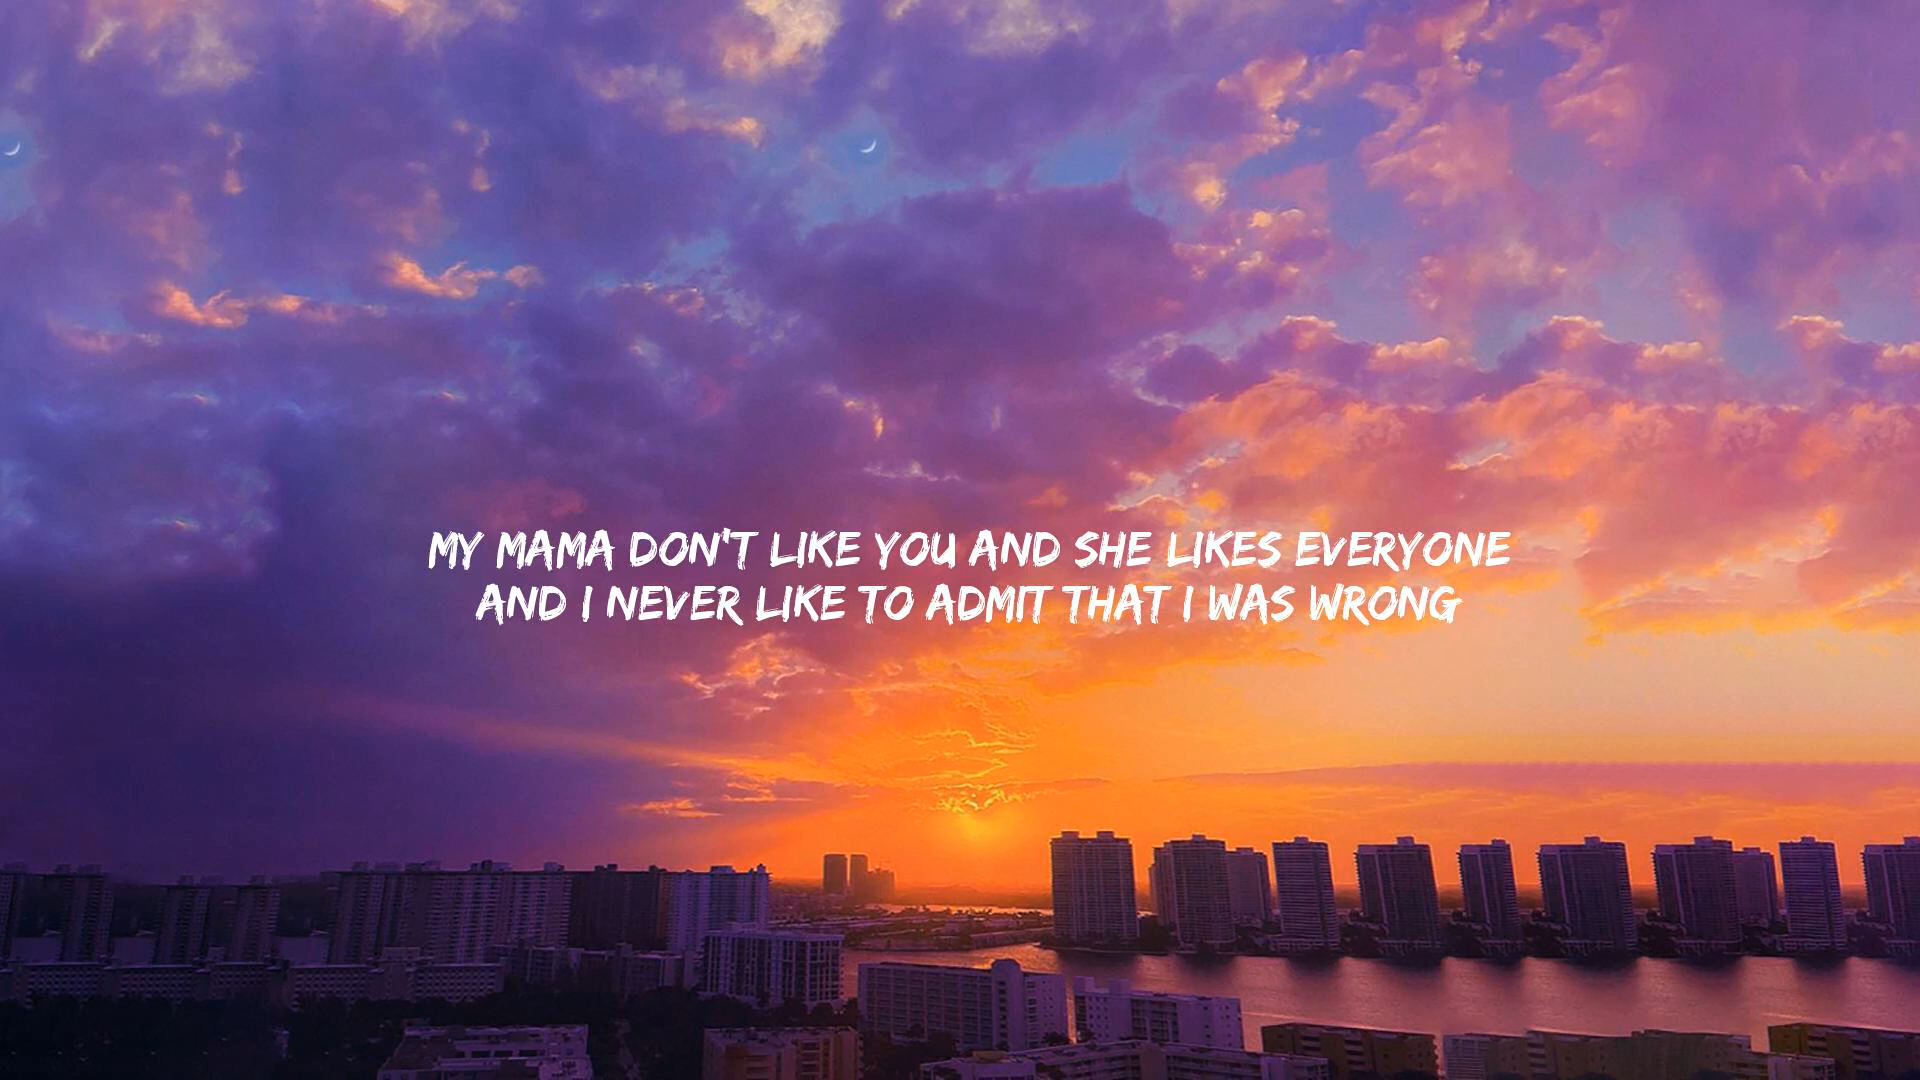 MY MAMA DON'T LIKE YOU AND SHE LIKES EVERYONE
AND I NEVER LIKE TO ADMIT THAT I WAS WRONG